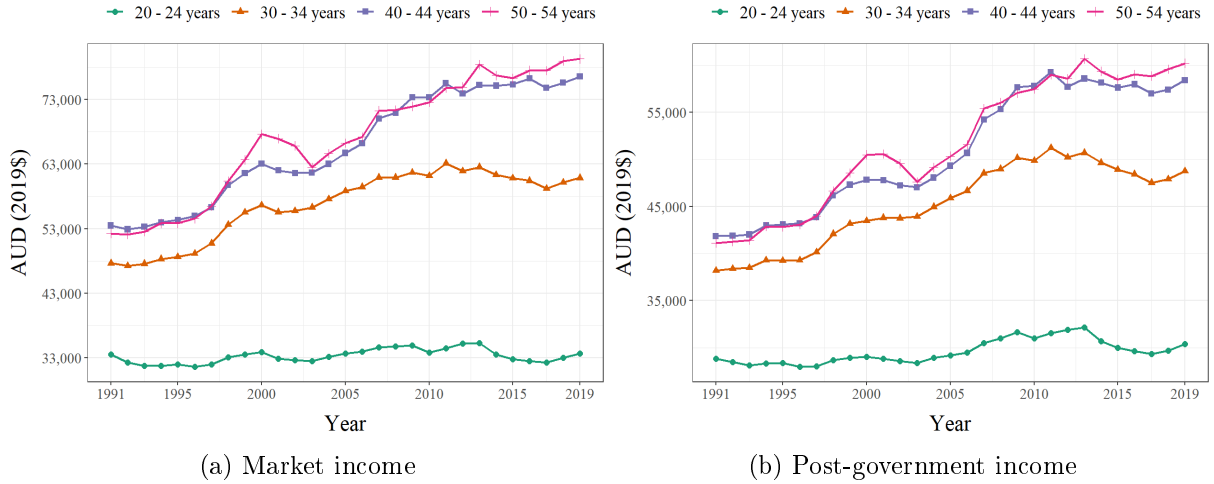 20 - 24 years 30 - 34 years 40 - 44 years 50 - 54 years
AUD (2019$)
73,000
63,000
53,000
43,000
33,000
1991 1995 2000 2005 2010 2015 2019
Year
(a) Market income
20 - 24 years 30 - 34 years 40 - 44 years 50 - 54 years
AUD (2019$)
55,000
45,000
35,000
1991 1995 2000 2005 2010 2015 2019
Year
(b) Post-government income